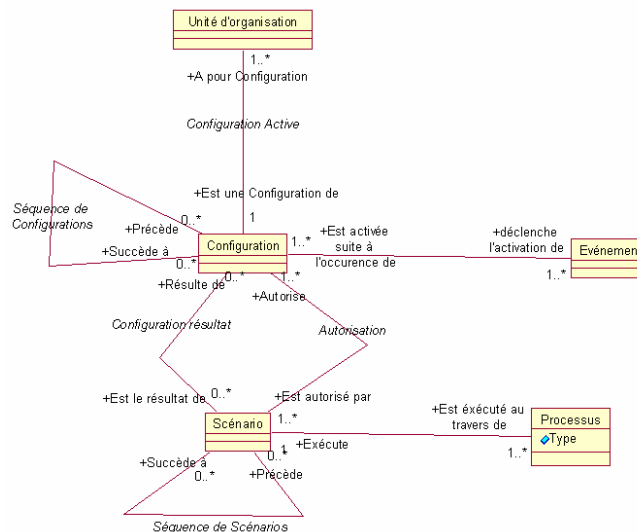 Unité d'organisation
1..*
+A pour Configuration
Configuration Active
+Est une Configuration de
1
Séquence de
Configurations
0..*
+Précède
+Succède à
0..*
Configuration
1..*
+Est activée
suite à
l'occurence de
+déclenche
l'activation de
1..*
Evénement
+Résulte de
0..*
1..*
+Autorise
Configuration résultat
Autorisation
+Est le résultat de
0..*
+Est autorisé par
1..*
Scénario
1
+Exécute
+Est éxécuté au
travers de
1..*
Processus
Type
+Succède à
0..*
0..*
+Précède
Séquence de Scénarios